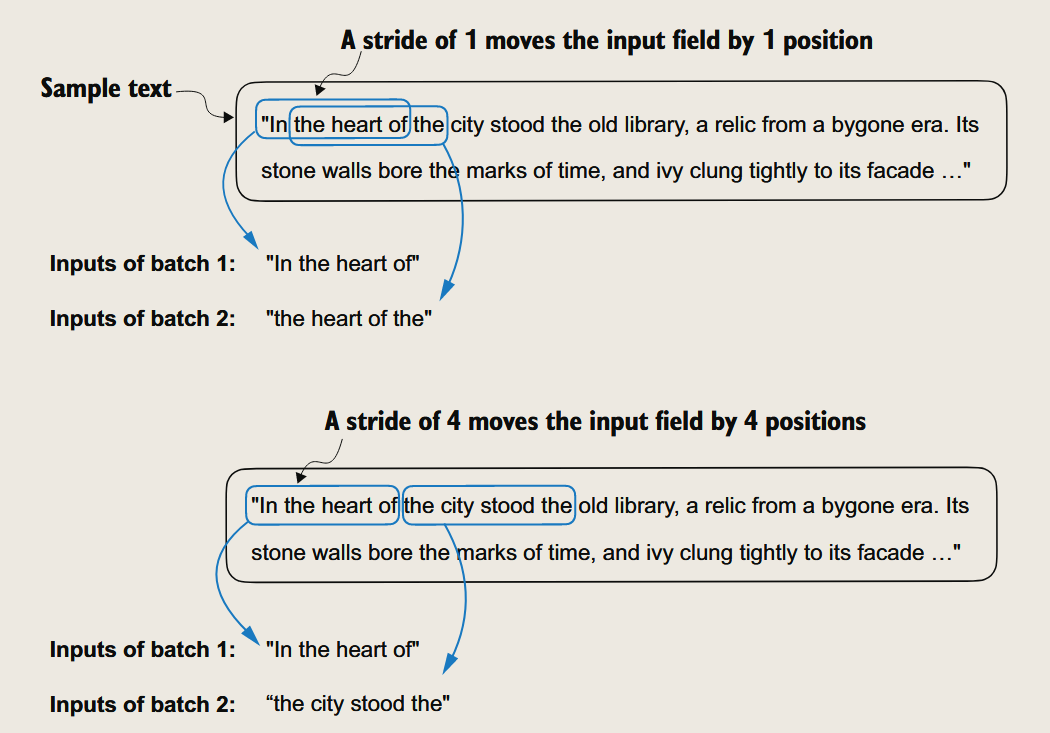 A stride of 1 moves the input field by 1 position
Sample text
"In the heart of the city stood the old library, a relic from a bygone era. Its
stone walls bore the marks of time, and ivy clung tightly to its facade …"
Inputs of batch 1: "In the heart of"
Inputs of batch 2: "the heart of the"
A stride of 4 moves the input field by 4 positions
"In the heart of the city stood the old library, a relic from a bygone era. Its
stone walls bore the marks of time, and ivy clung tightly to its facade …"
Inputs of batch 1: "In the heart of"
Inputs of batch 2: “the city stood the"